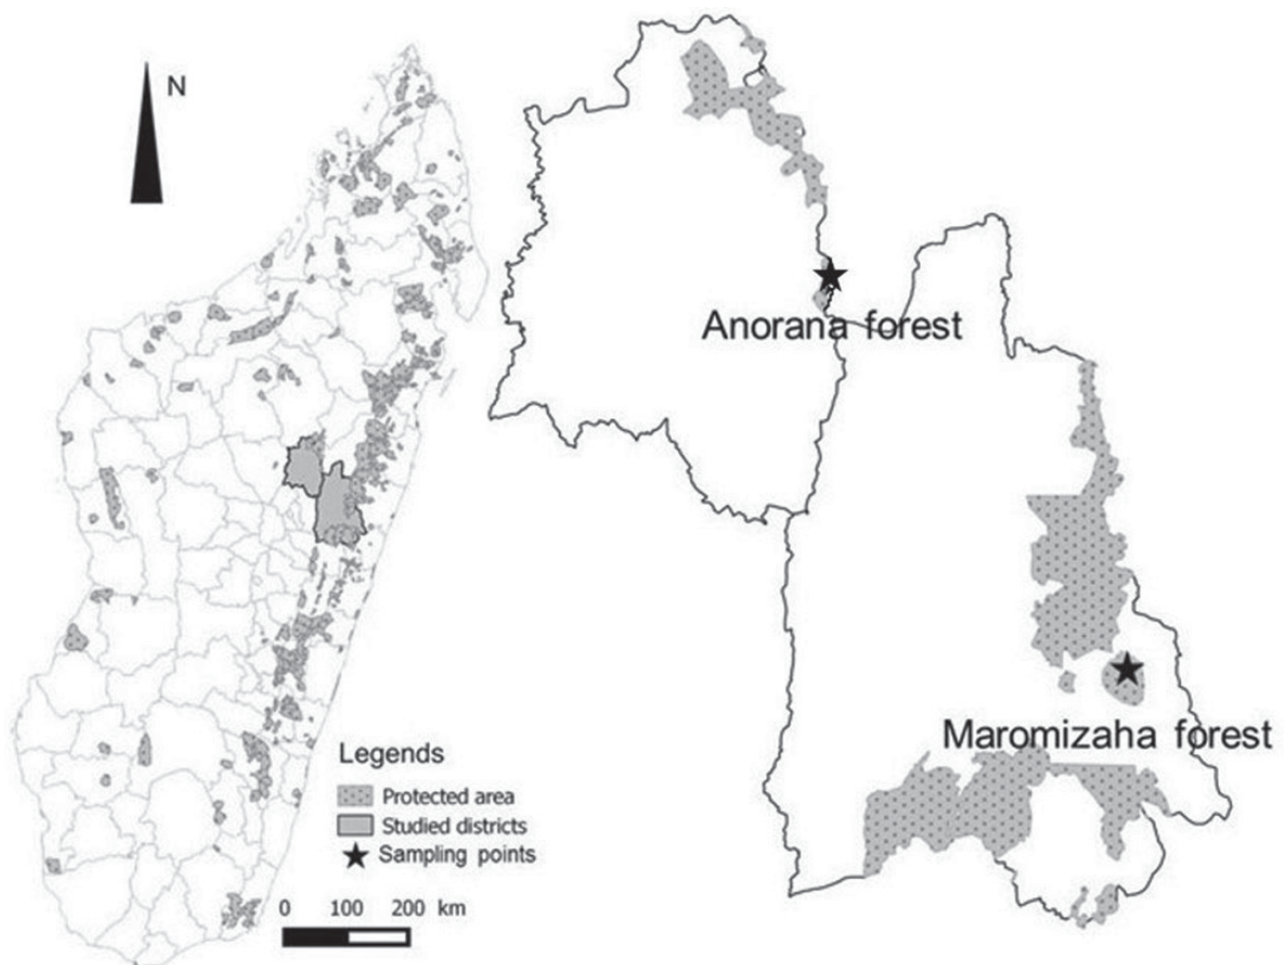 N
Anorana forest
Maromizaha forest
Legends
Protected area
Studied districts
Sampling points
0 100 200 km